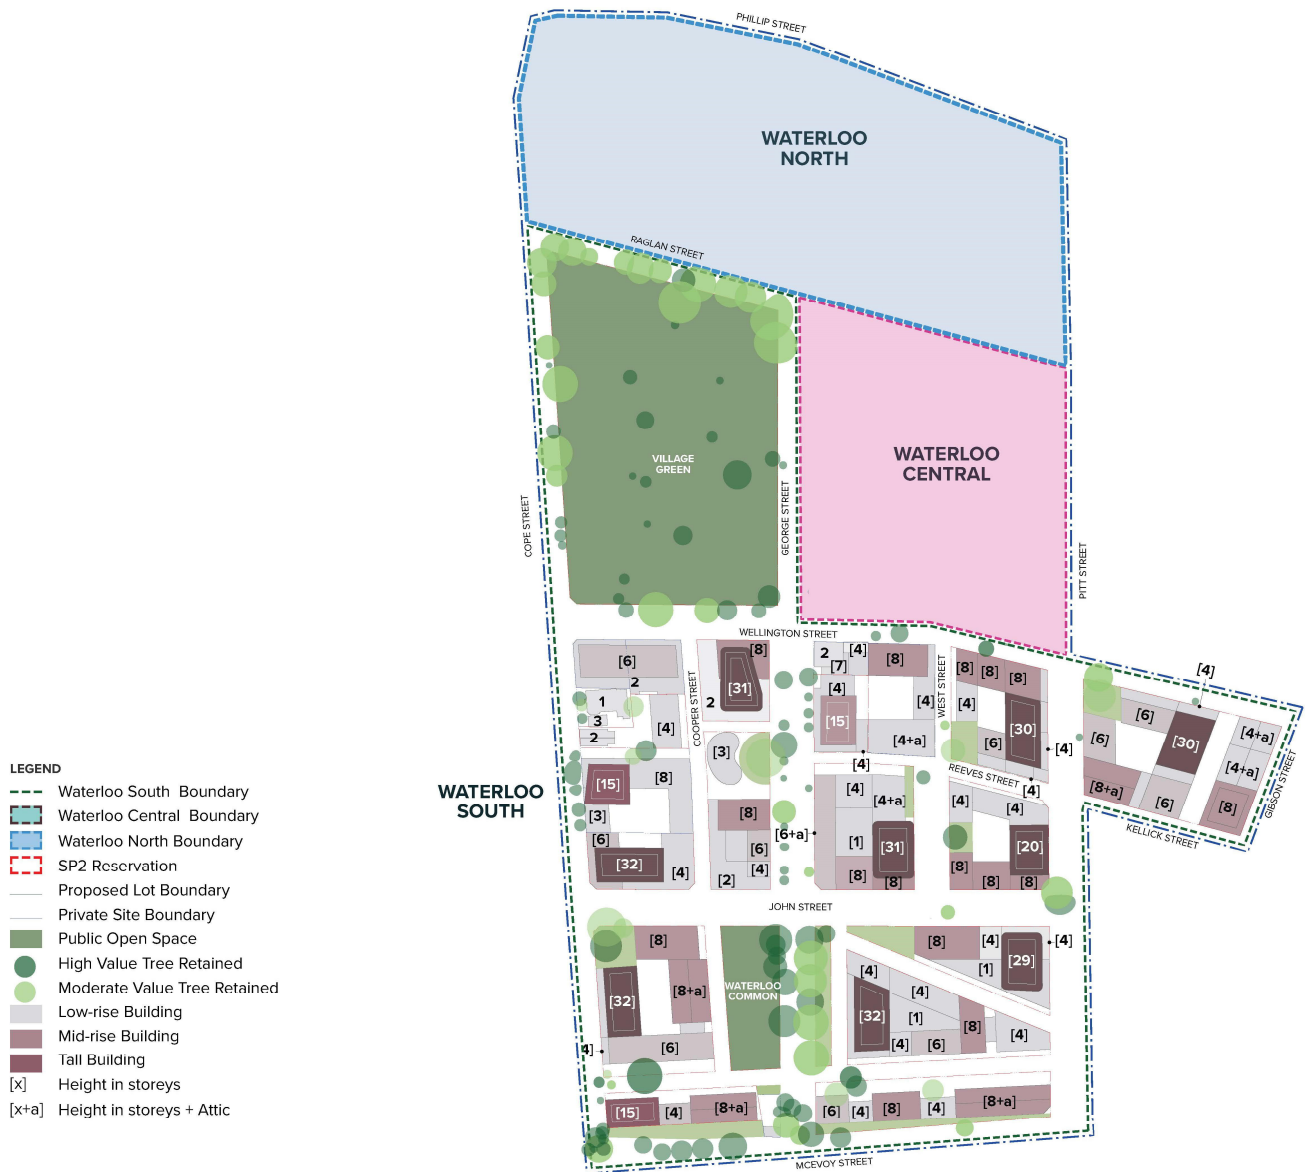 PHILLIP STREET
WATERLOO
NORTH
RAGLAN STREET
VILLAGE
GREEN
WATERLOO
CENTRAL
COPE STREET
GEORGE STREET
PITT STREET
WELLINGTON STREET
[6]
2
1
3
2
[4]
COOPER STREET
[8]
[31]
2
2
[4]
[7]
[8]
[4]
[15]
[4]
[4+a]
[4]
WEST STREET
[8]
[8]
[8]
[4]
[30]
[6]
[4]
[4]
[4]
[6]
[6]
[30]
[4+a]
[4+a]
[8+a]
[6]
[8]
GIBSON STREET
KELLICK STREET
REEVES STREET
[3]
[15]
[8]
[3]
[6]
[32]
[4]
[8]
[6]
[4]
[2]
[6+a]
[4]
[4+a]
[1]
[31]
[8]
[8]
[4]
[4]
[20]
[8]
[8]
[8]
WATERLOO
SOUTH
JOHN STREET
[8]
[32]
[8+a]
[6]
4]
WATERLOO
COMMON
[8]
[4]
[29]
[4]
[1]
[4]
[4]
[32]
[1]
[8]
[4]
[4]
[6]
[15]
[4]
[8+a]
[6]
[4]
[8]
[4]
[8+a]
MCEVOY STREET
LEGEND
Waterloo South Boundary
Waterloo Central Boundary
Waterloo North Boundary
SP2 Reservation
Proposed Lot Boundary
Private Site Boundary
Public Open Space
High Value Tree Retained
Moderate Value Tree Retained
Low-rise Building
Mid-rise Building
Tall Building
[x] Height in storeys
[x+a] Height in storeys + Attic